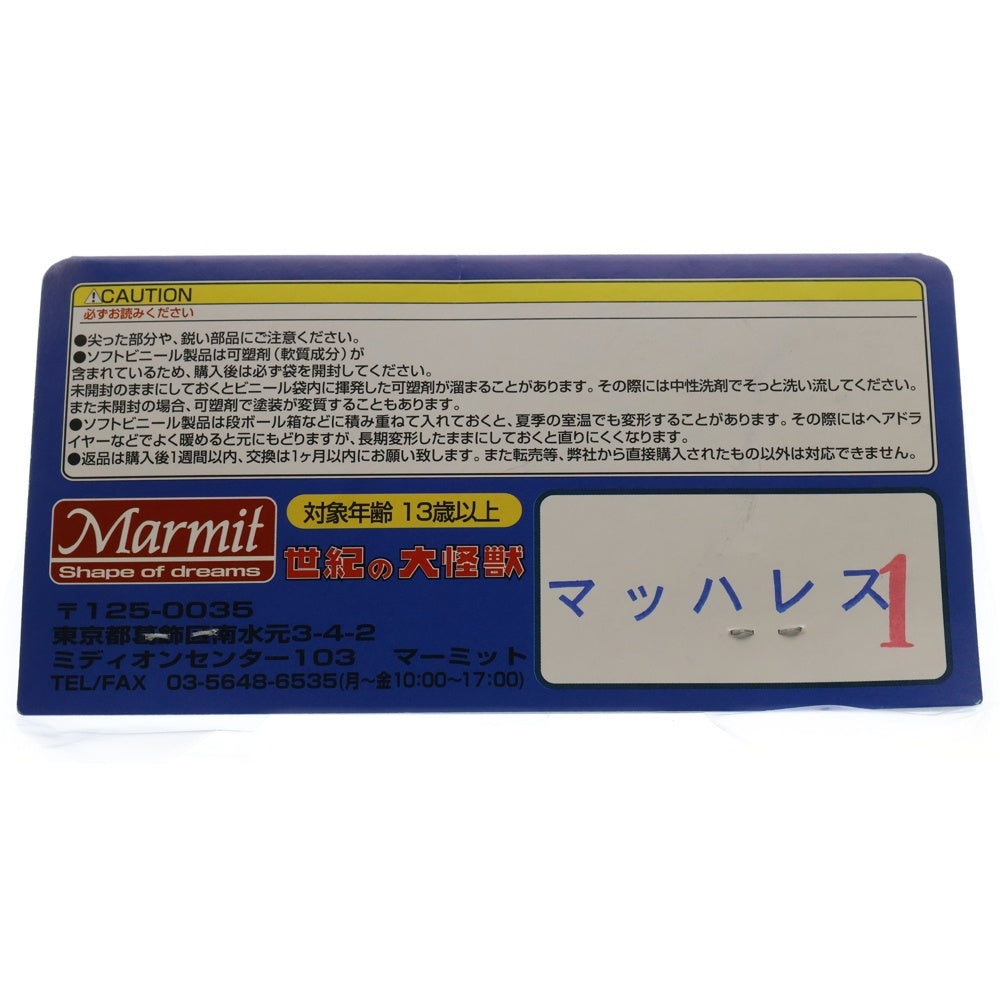 ⚠CAUTION
必ずお読みください
●尖った部分や、鋭い部品にご注意ください。
●ソフトビニール製品は可塑剤(軟質成分)が
含まれているため、購入後は必ず袋を開封してください。
未開封のままにしておくとビニール袋内に揮発した可塑剤が溜まることがあります。その際には中性洗剤でそっと洗い流してください。
また未開封の場合、可塑剤で塗装が変質することもあります。
●ソフトビニール製品は段ボール箱などに積み重ねて入れておくと、夏季の室温でも変形することがあります。その際にはヘアドラ
イヤーなどでよく暖めると元にもどりますが、長期変形したままにしておくと直りにくくなります。
●返品は購入後1週間以内、交換は1ヶ月以内にお願い致します。また転売等、弊社から直接購入されたもの以外は対応できません。
Marmit
Shape of dreams
対象年齢 13歳以上
世紀の大怪獣
〒125-0035
東京都葛飾区南水元3-4-2
ミディオンセンター103 マーミット
TEL/FAX 03-5648-6535(月〜金10:00〜17:00)
マッハレス1